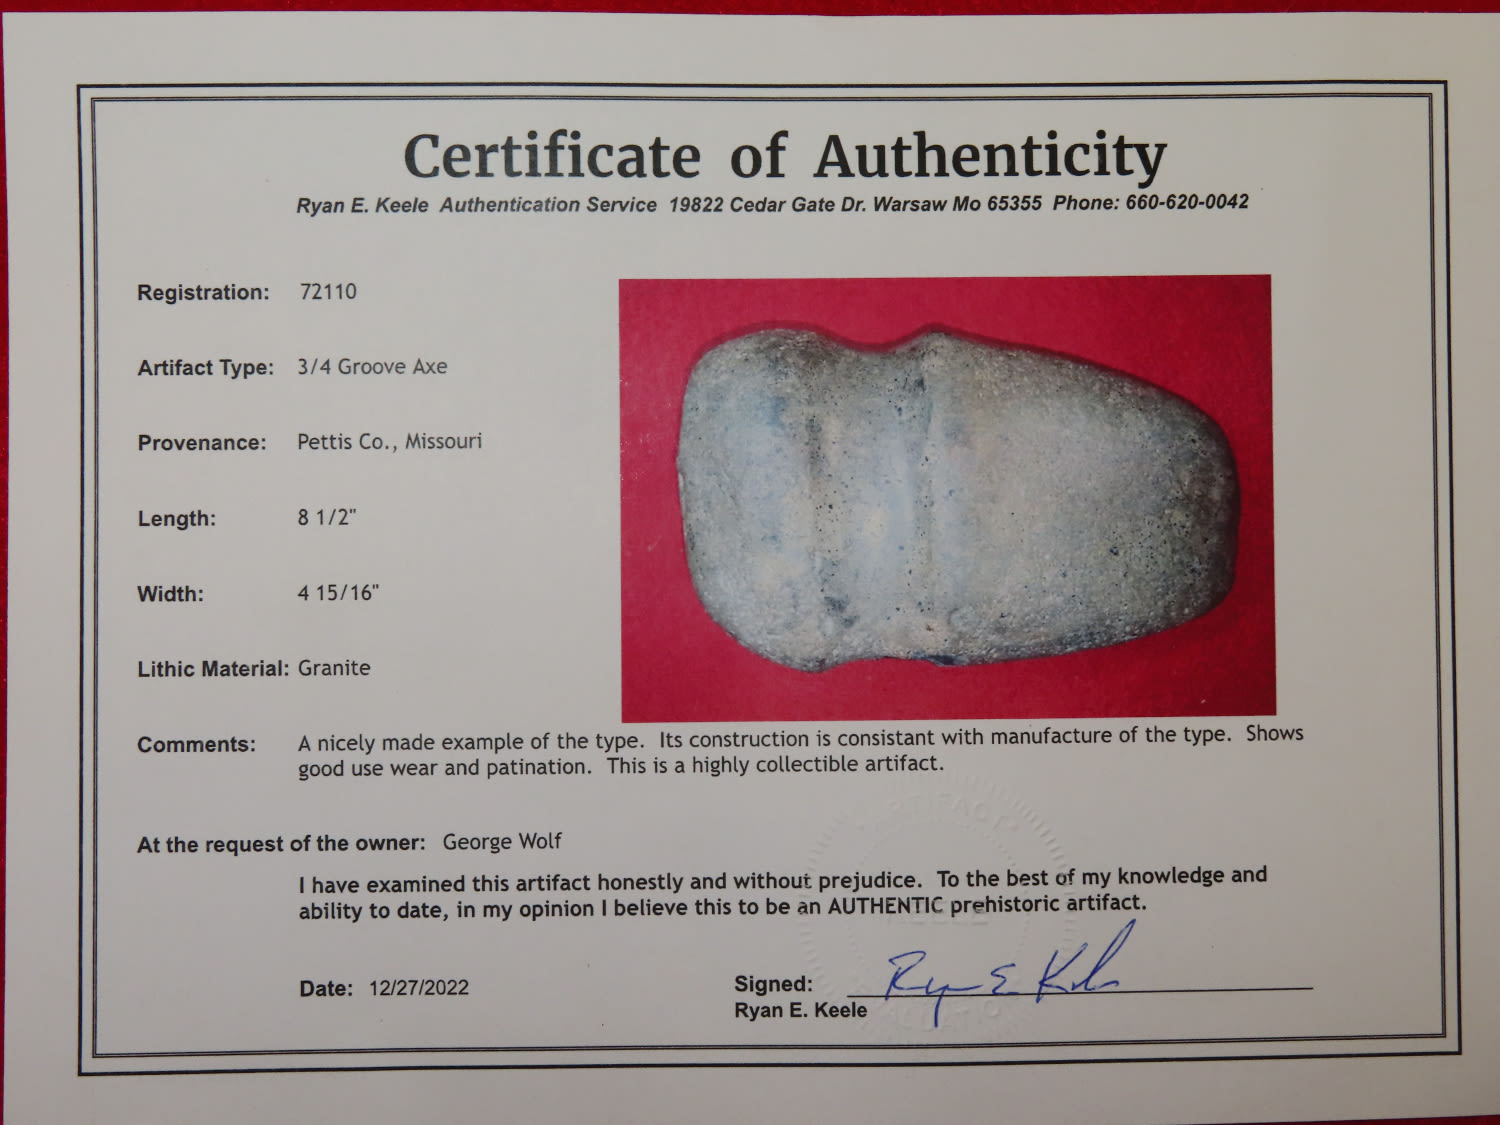 Certificate of Authenticity
Ryan E. Keele Authentication Service 19822 Cedar Gate Dr. Warsaw Mo 65355 Phone: 660-620-0042
Registration: 72110
Artifact Type: 3/4 Groove Axe
Provenance: Pettis Co., Missouri
Length: 8 1/2"
Width: 4 15/16"
Lithic Material: Granite
Comments: A nicely made example of the type. Its construction is consistant with manufacture of the type. Shows
good use wear and patination. This is a highly collectible artifact.
At the request of the owner: George Wolf
I have examined this artifact honestly and without prejudice. To the best of my knowledge and
ability to date, in my opinion I believe this to be an AUTHENTIC prehistoric artifact.
ARTIFACT
KEELE
Date: 12/27/2022
Signed: Ryan E Keele
Ryan E. Keele